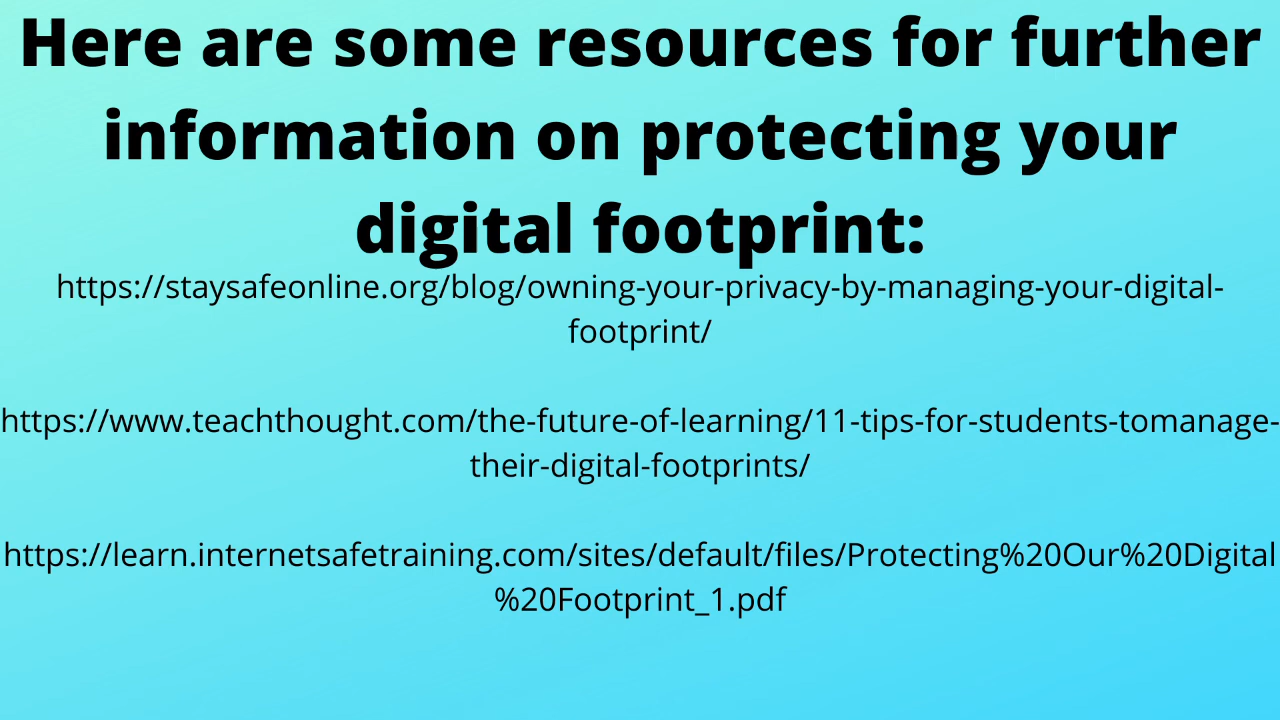 Here are some resources for further
information on protecting your
digital footprint:
https://staysafeonline.org/blog/owning-your-privacy-by-managing-your-digital-
footprint/
https://www.teachthought.com/the-future-of-learning/11-tips-for-students-tomanage-
their-digital-footprints/
https://learn.internetsafetraining.com/sites/default/files/Protecting%20Our%20Digital
%20Footprint_1.pdf